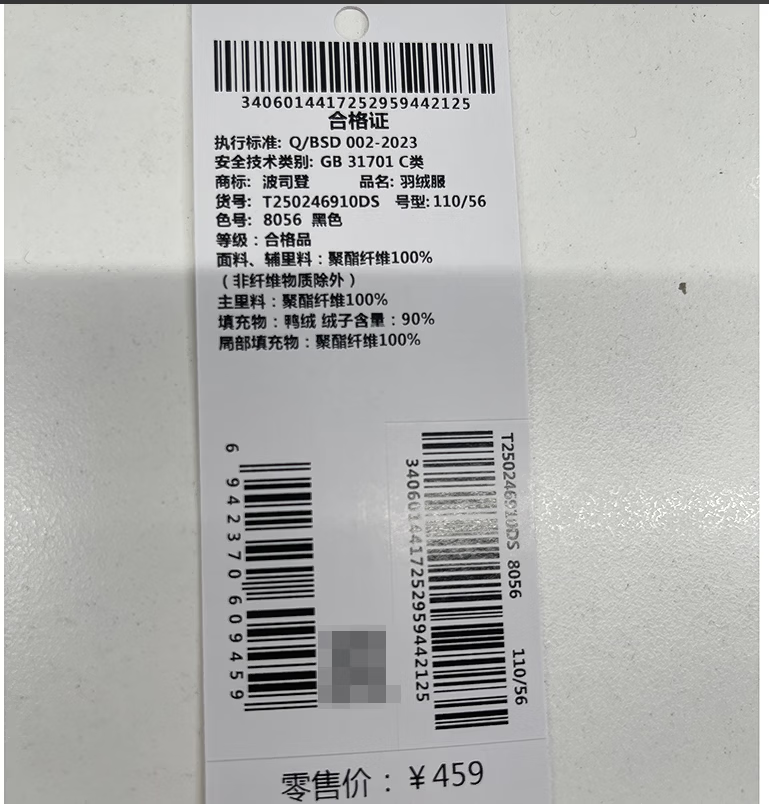 3406014417252959442125
合格证
执行标准: Q/BSD 002-2023
安全技术类别: GB 31701 C类
商标: 波司登 品名: 羽绒服
货号: T250246910DS 号型: 110/56
色号: 8056 黑色
等级：合格品
面料、辅里料：聚酯纤维100%
（非纤维物质除外）
主里料：聚酯纤维100%
填充物：鸭绒 绒子含量：90%
局部填充物：聚酯纤维100%
6 942370 609459
3406014417252959442125
T250246910DS 8056 110/56
零售价：￥459